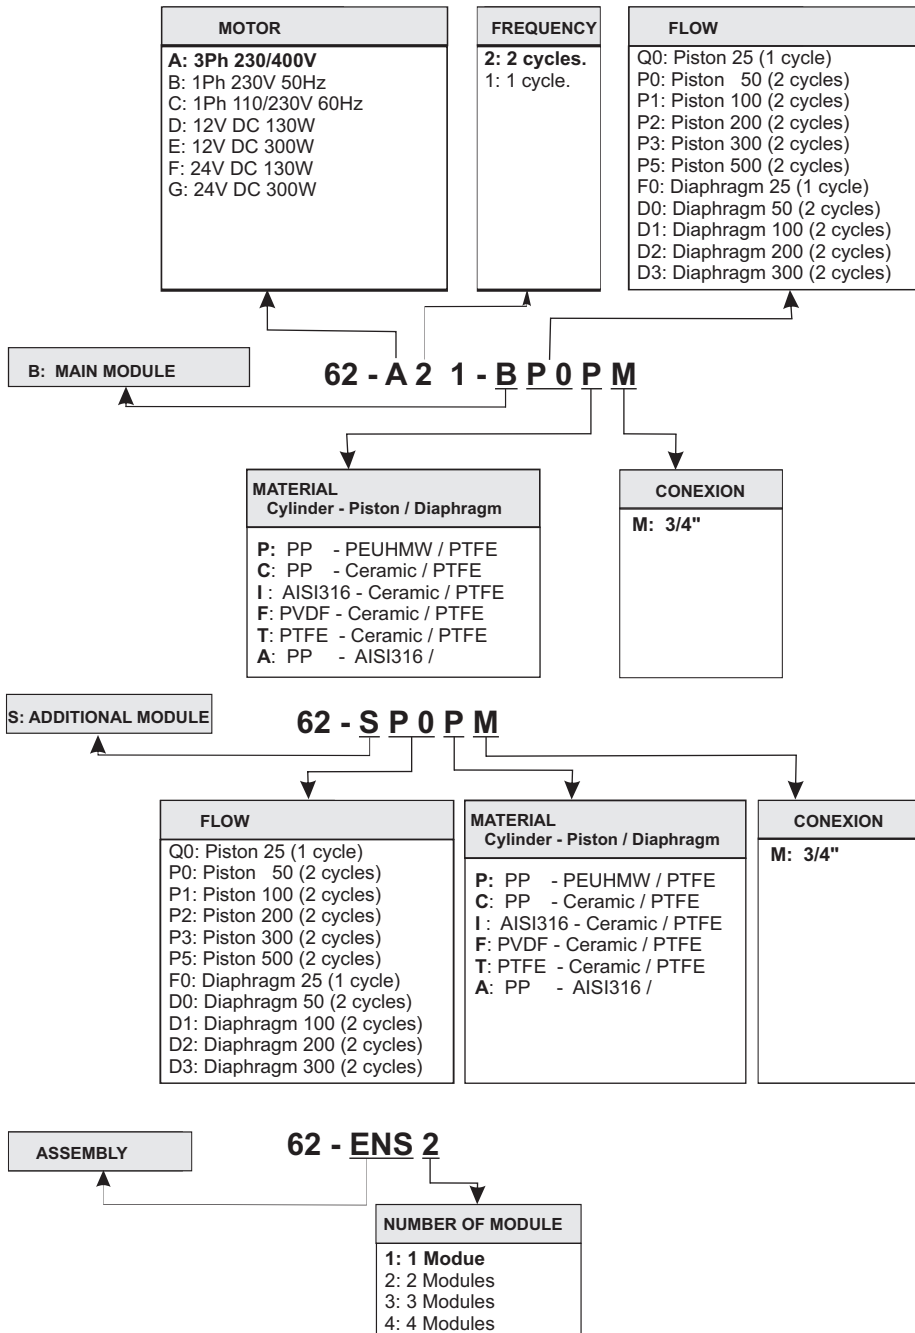 MOTOR
A: 3Ph 230/400V
B: 1Ph 230V 50Hz
C: 1Ph 110/230V 60Hz
D: 12V DC 130W
E: 12V DC 300W
F: 24V DC 130W
G: 24V DC 300W
FREQUENCY
2: 2 cycles.
1: 1 cycle.
FLOW
Q0: Piston 25 (1 cycle)
P0: Piston 50 (2 cycles)
P1: Piston 100 (2 cycles)
P2: Piston 200 (2 cycles)
P3: Piston 300 (2 cycles)
P5: Piston 500 (2 cycles)
F0: Diaphragm 25 (1 cycle)
D0: Diaphragm 50 (2 cycles)
D1: Diaphragm 100 (2 cycles)
D2: Diaphragm 200 (2 cycles)
D3: Diaphragm 300 (2 cycles)
B: MAIN MODULE
62 - A 2 1 - B P 0 P M
MATERIAL
Cylinder - Piston / Diaphragm
P: PP - PEUHMW / PTFE
C: PP - Ceramic / PTFE
I : AISI316 - Ceramic / PTFE
F: PVDF - Ceramic / PTFE
T: PTFE - Ceramic / PTFE
A: PP - AISI316 /
CONEXION
M: 3/4"
S: ADDITIONAL MODULE
62 - S P 0 P M
FLOW
Q0: Piston 25 (1 cycle)
P0: Piston 50 (2 cycles)
P1: Piston 100 (2 cycles)
P2: Piston 200 (2 cycles)
P3: Piston 300 (2 cycles)
P5: Piston 500 (2 cycles)
F0: Diaphragm 25 (1 cycle)
D0: Diaphragm 50 (2 cycles)
D1: Diaphragm 100 (2 cycles)
D2: Diaphragm 200 (2 cycles)
D3: Diaphragm 300 (2 cycles)
MATERIAL
Cylinder - Piston / Diaphragm
P: PP - PEUHMW / PTFE
C: PP - Ceramic / PTFE
I : AISI316 - Ceramic / PTFE
F: PVDF - Ceramic / PTFE
T: PTFE - Ceramic / PTFE
A: PP - AISI316 /
CONEXION
M: 3/4"
ASSEMBLY
62 - ENS 2
NUMBER OF MODULE
1: 1 Modue
2: 2 Modules
3: 3 Modules
4: 4 Modules